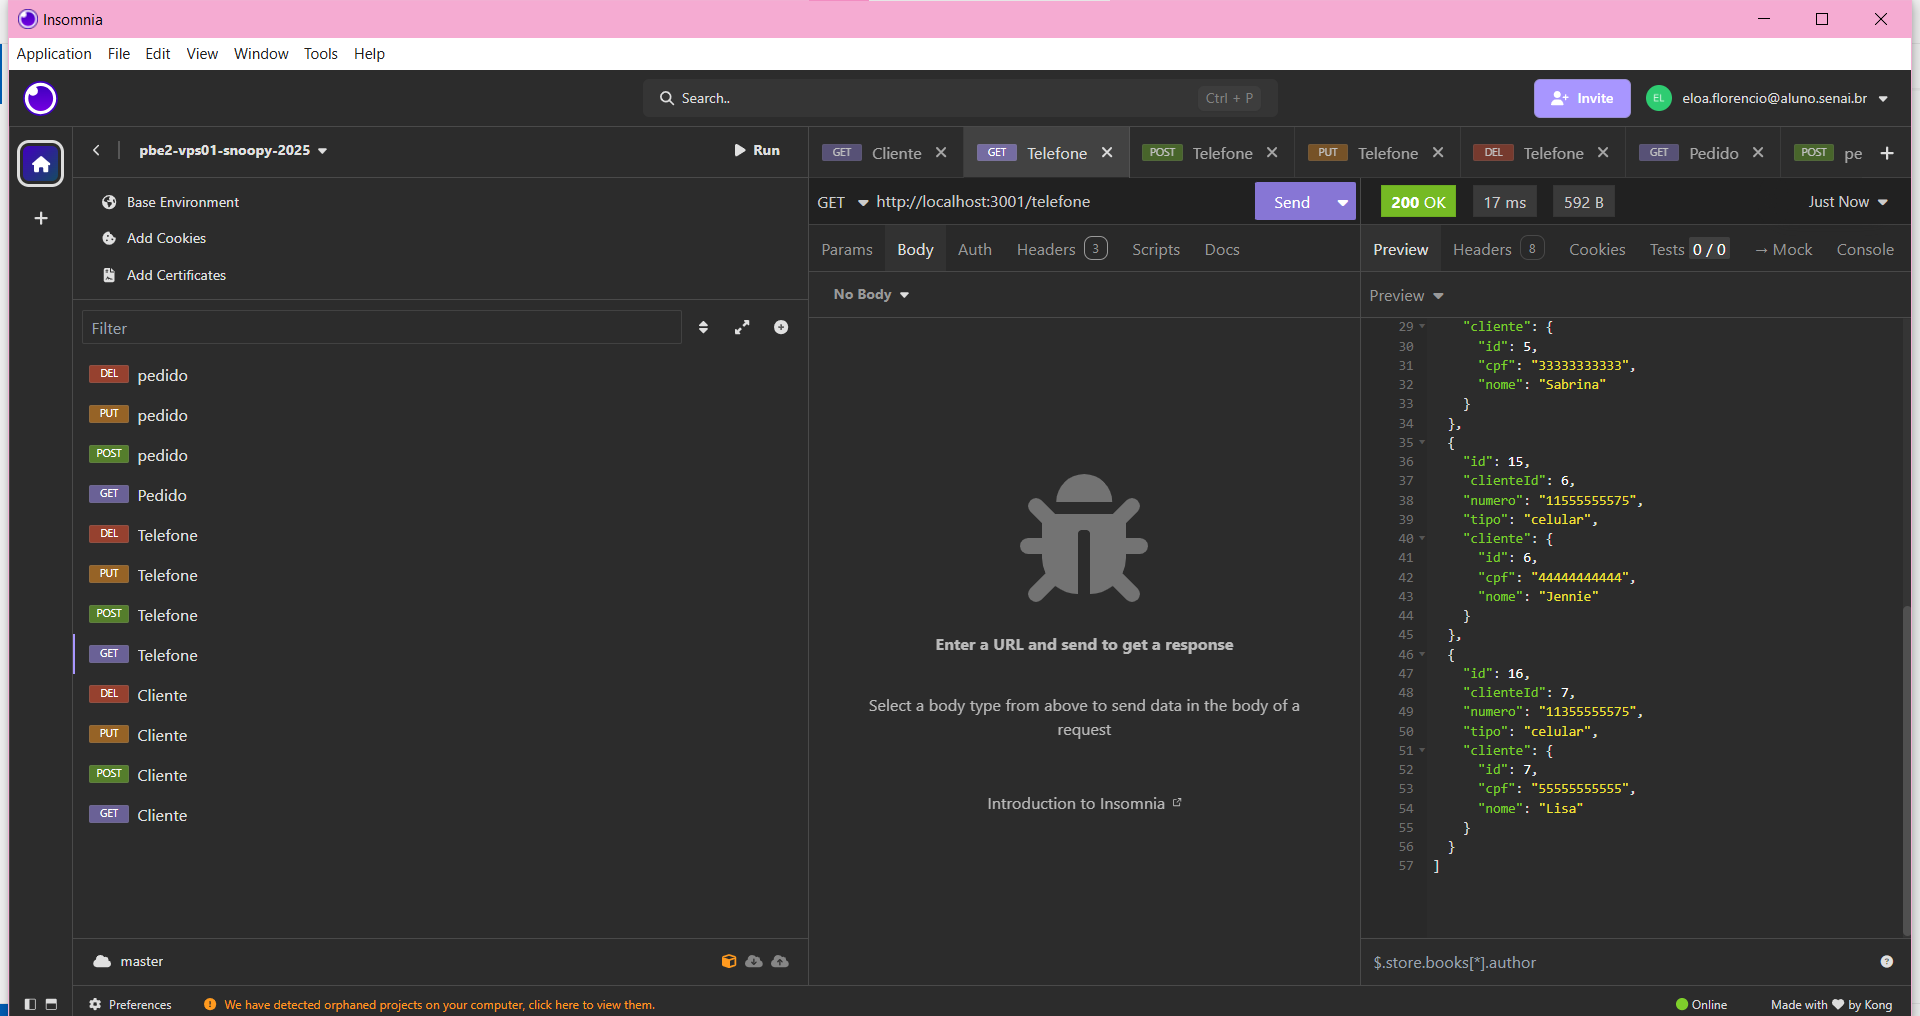 Insomnia
Application File Edit View Window Tools Help
Search.. Ctrl + P
Invite
EL eloa.florencio@aluno.senai.br
pbe2-vps01-snoopy-2025
Run
GET Cliente
GET Telefone
POST Telefone
PUT Telefone
DEL Telefone
GET Pedido
POST pe
Base Environment
Add Cookies
Add Certificates
Filter
DEL pedido
PUT pedido
POST pedido
GET Pedido
DEL Telefone
PUT Telefone
POST Telefone
GET Telefone
DEL Cliente
PUT Cliente
POST Cliente
GET Cliente
master
GET http://localhost:3001/telefone Send
Params Body Auth Headers 3 Scripts Docs
No Body
Enter a URL and send to get a response
Select a body type from above to send data in the body of a
request
Introduction to Insomnia
200 OK 17 ms 592 B Just Now
Preview Headers 8 Cookies Tests 0 / 0 → Mock Console
Preview
29 "cliente": {
30 "id": 5,
31 "cpf": "33333333333",
32 "nome": "Sabrina"
33 }
34 },
35 {
36 "id": 15,
37 "clienteId": 6,
38 "numero": "11555555575",
39 "tipo": "celular",
40 "cliente": {
41 "id": 6,
42 "cpf": "44444444444",
43 "nome": "Jennie"
44 }
45 },
46 {
47 "id": 16,
48 "clienteId": 7,
49 "numero": "11355555575",
50 "tipo": "celular",
51 "cliente": {
52 "id": 7,
53 "cpf": "55555555555",
54 "nome": "Lisa"
55 }
56 }
57 ]
$.store.books[*].author
Preferences
We have detected orphaned projects on your computer, click here to view them.
Online
Made with ❤ by Kong